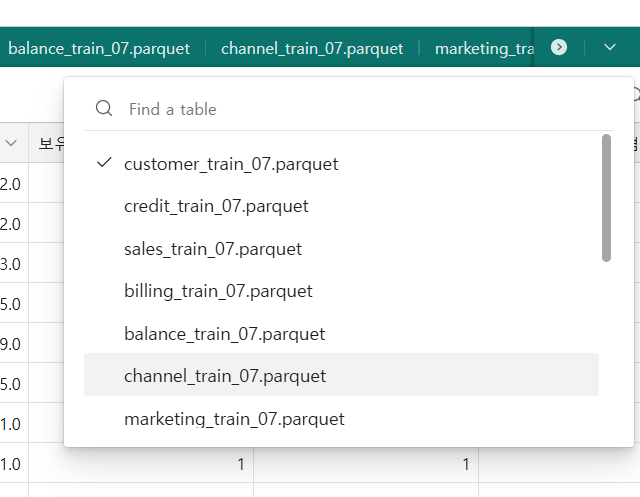 balance_train_07.parquet channel_train_07.parquet marketing_tra
Find a table
보유
customer_train_07.parquet
2.0
credit_train_07.parquet
2.0
sales_train_07.parquet
3.0
billing_train_07.parquet
5.0
balance_train_07.parquet
9.0
channel_train_07.parquet
5.0
marketing_train_07.parquet
1.0
1.0 1 1